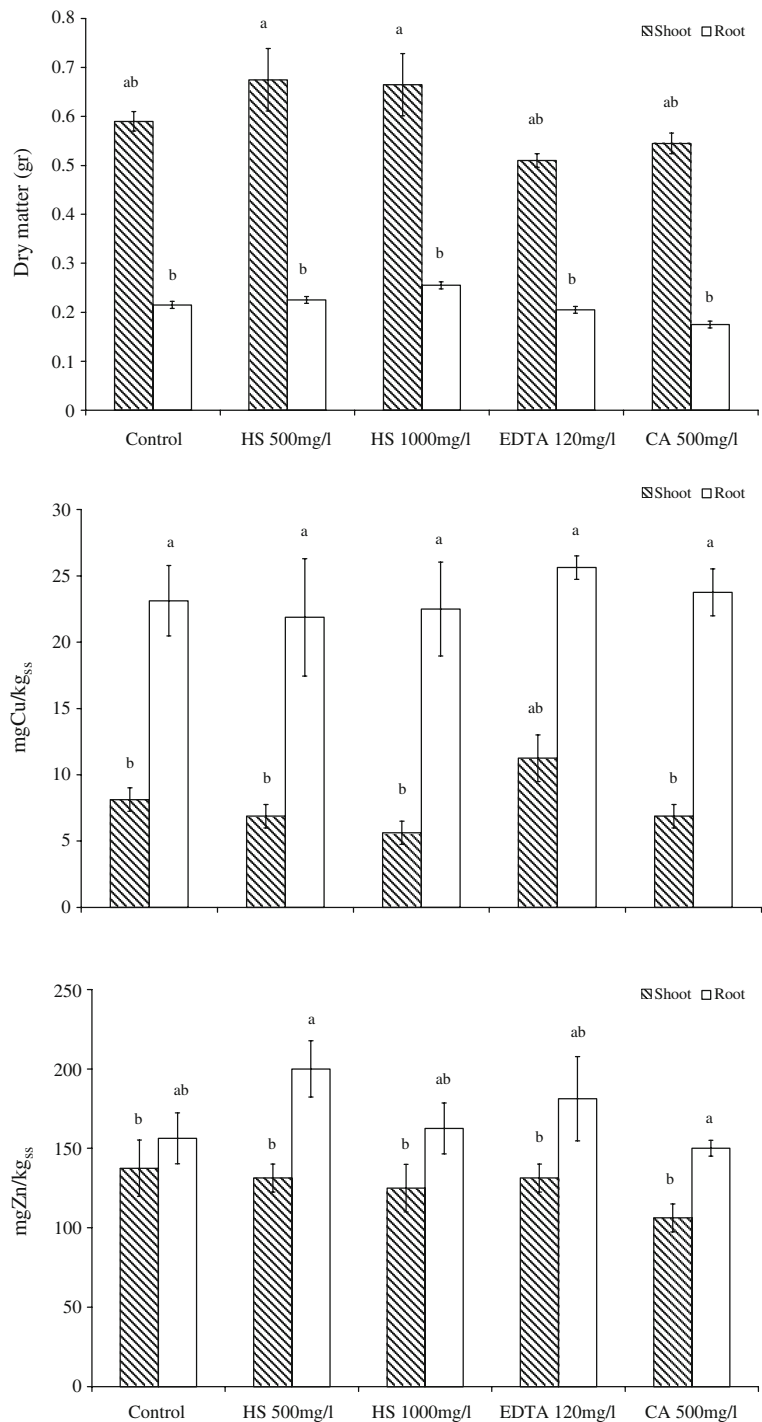 0.8
Shoot Root
a
a
0.7
ab
ab
0.6
ab
0.5
Dry matter (gr)
0.4
b
0.3
b
b
b
b
0.2
0.1
0
Control HS 500mg/l HS 1000mg/l EDTA 120mg/l CA 500mg/l
Shoot Root
30
a
a
a
a
a
25
20
mgCu/kgss
15
ab
10
b
b
b
b
5
0
Shoot Root
250
a
ab
200
ab
ab
a
b
b
b
b
150
b
mgZn/kgss
100
50
0
Control HS 500mg/l HS 1000mg/l EDTA 120mg/l CA 500mg/l